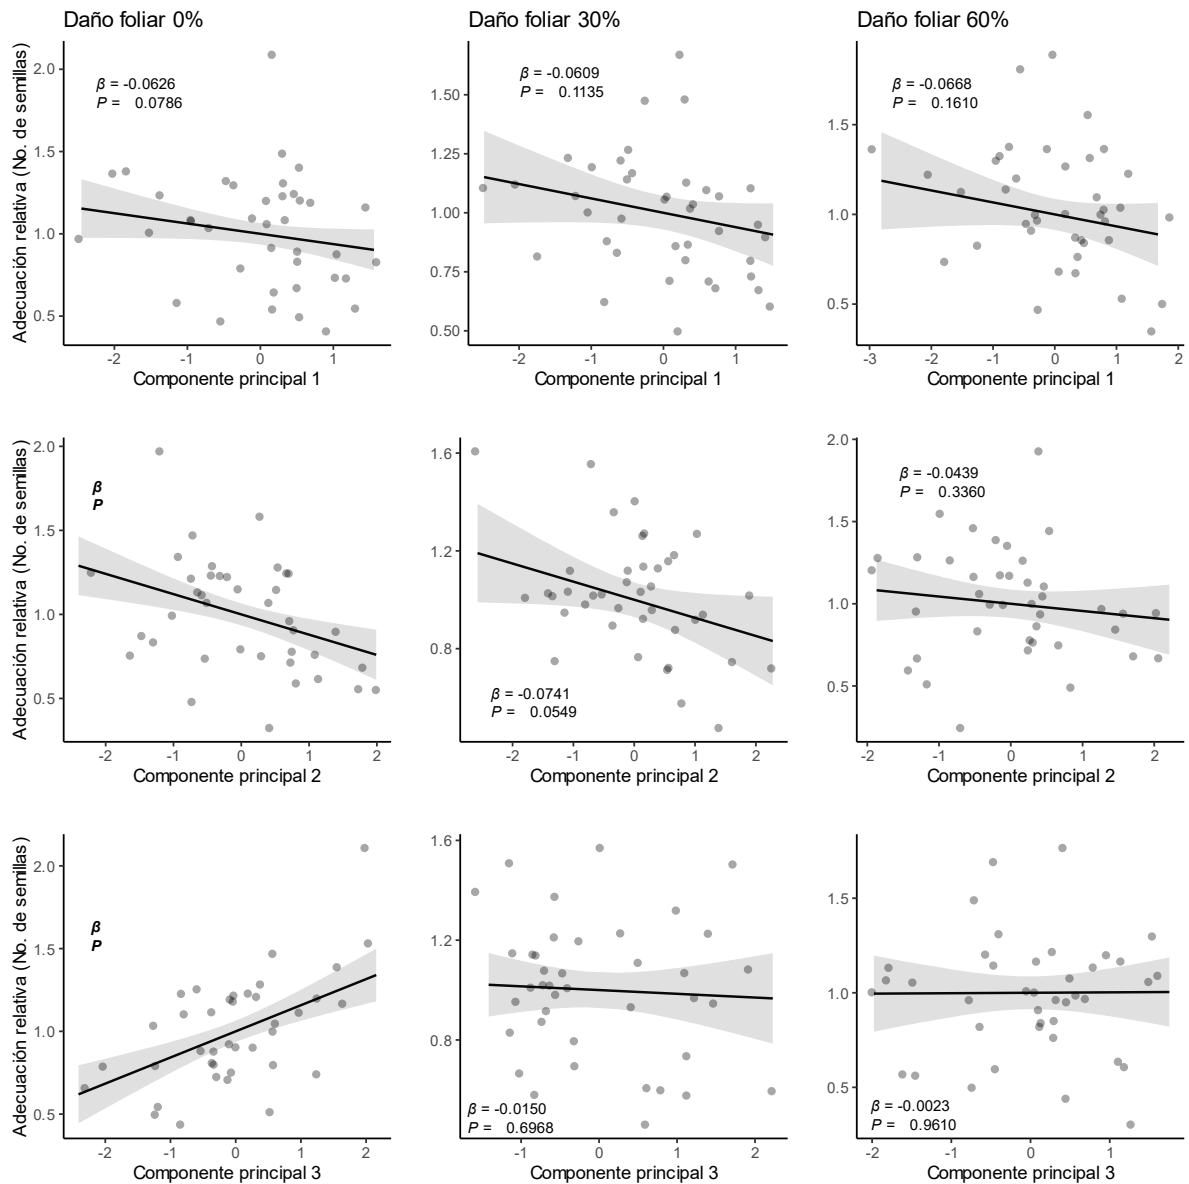 Daño foliar 0%
Daño foliar 30%
Daño foliar 60%
Adecuación relativa (No. de semillas)
2.0
1.5
1.0
0.5
β = -0.0626
P = 0.0786
-2 -1 0 1
Componente principal 1
1.50
1.25
1.00
0.75
0.50
β = -0.0609
P = 0.1135
-2 -1 0 1
Componente principal 1
1.5
1.0
0.5
β = -0.0668
P = 0.1610
-3 -2 -1 0 1 2
Componente principal 1
Adecuación relativa (No. de semillas)
2.0
1.5
1.0
0.5
β
P
-2 -1 0 1 2
Componente principal 2
1.6
1.2
0.8
β = -0.0741
P = 0.0549
-2 -1 0 1 2
Componente principal 2
2.0
1.5
1.0
0.5
β = -0.0439
P = 0.3360
-2 -1 0 1 2
Componente principal 2
Adecuación relativa (No. de semillas)
2.0
1.5
1.0
0.5
β
P
-2 -1 0 1 2
Componente principal 3
1.6
1.2
0.8
β = -0.0150
P = 0.6968
-1 0 1 2
Componente principal 3
1.5
1.0
0.5
β = -0.0023
P = 0.9610
-2 -1 0 1
Componente principal 3